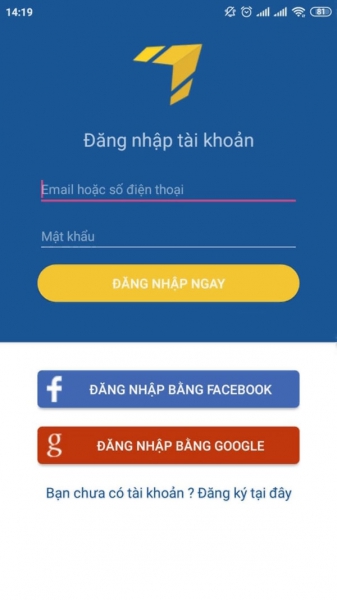 14:19
81
Đăng nhập tài khoản
Email hoặc số điện thoại
Mật khẩu
ĐĂNG NHẬP NGAY
f ĐĂNG NHẬP BẰNG FACEBOOK
g ĐĂNG NHẬP BẰNG GOOGLE
Bạn chưa có tài khoản ? Đăng ký tại đây